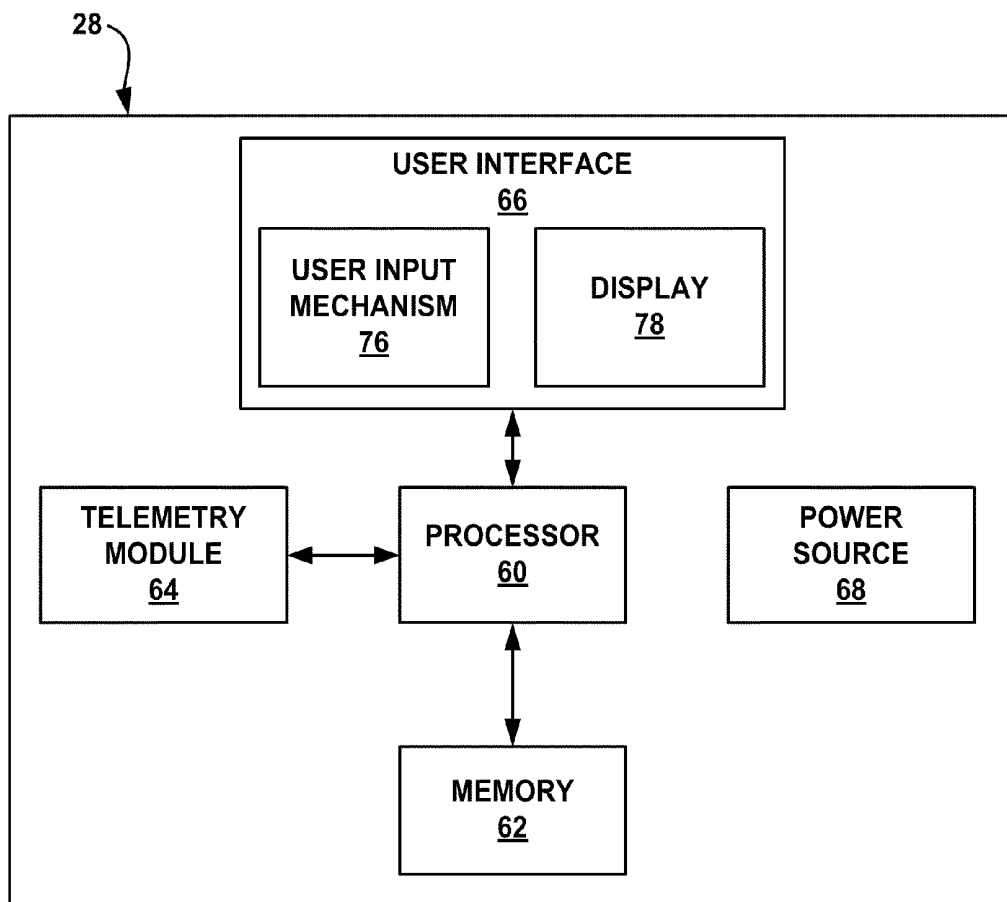 28
USER INTERFACE
66
USER INPUT
MECHANISM
76
DISPLAY
78
TELEMETRY
MODULE
64
PROCESSOR
60
POWER
SOURCE
68
MEMORY
62